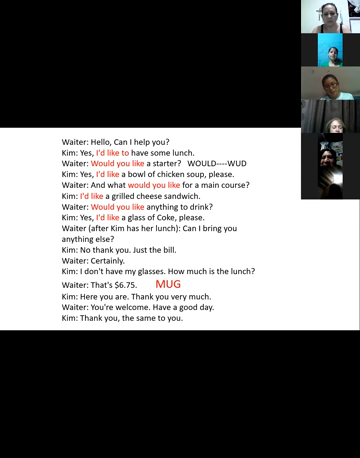 Waiter: Hello, Can I help you?
Kim: Yes, I'd like to have some lunch.
Waiter: Would you like a starter? WOULD----WUD
Kim: Yes, I'd like a bowl of chicken soup, please.
Waiter: And what would you like for a main course?
Kim: I'd like a grilled cheese sandwich.
Waiter: Would you like anything to drink?
Kim: Yes, I'd like a glass of Coke, please.
Waiter (after Kim has her lunch): Can I bring you
anything else?
Kim: No thank you. Just the bill.
Waiter: Certainly.
Kim: I don't have my glasses. How much is the lunch?
Waiter: That's $6.75. MUG
Kim: Here you are. Thank you very much.
Waiter: You're welcome. Have a good day.
Kim: Thank you, the same to you.